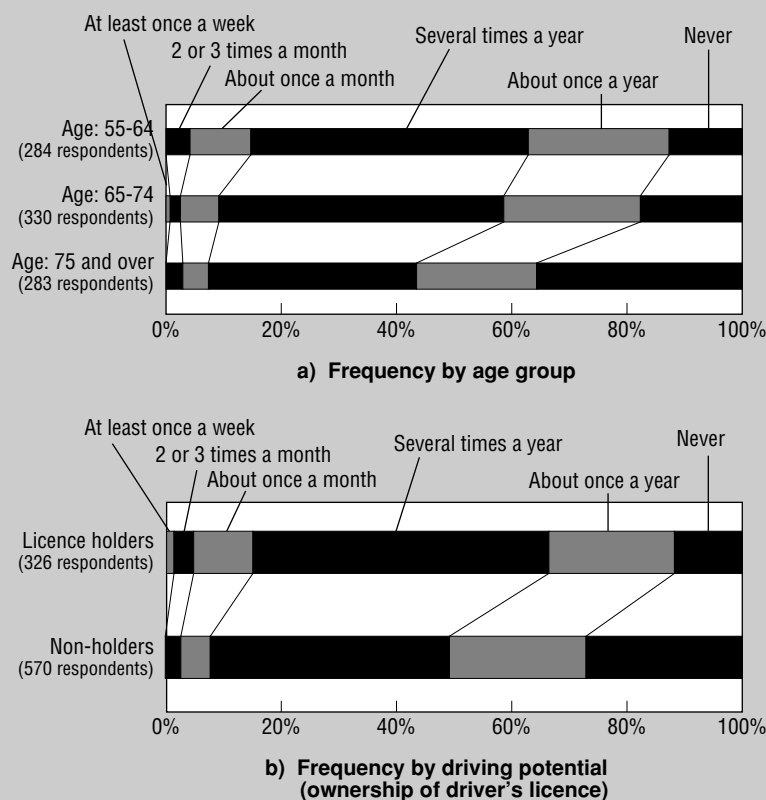 At least once a week
2 or 3 times a month
About once a month
Several times a year
About once a year
Never
Age: 55-64
(284 respondents)
Age: 65-74
(330 respondents)
Age: 75 and over
(283 respondents)
0% 20% 40% 60% 80% 100%
a) Frequency by age group
At least once a week
2 or 3 times a month
About once a month
Several times a year
About once a year
Never
Licence holders
(326 respondents)
Non-holders
(570 respondents)
0% 20% 40% 60% 80% 100%
b) Frequency by driving potential
(ownership of driver's licence)